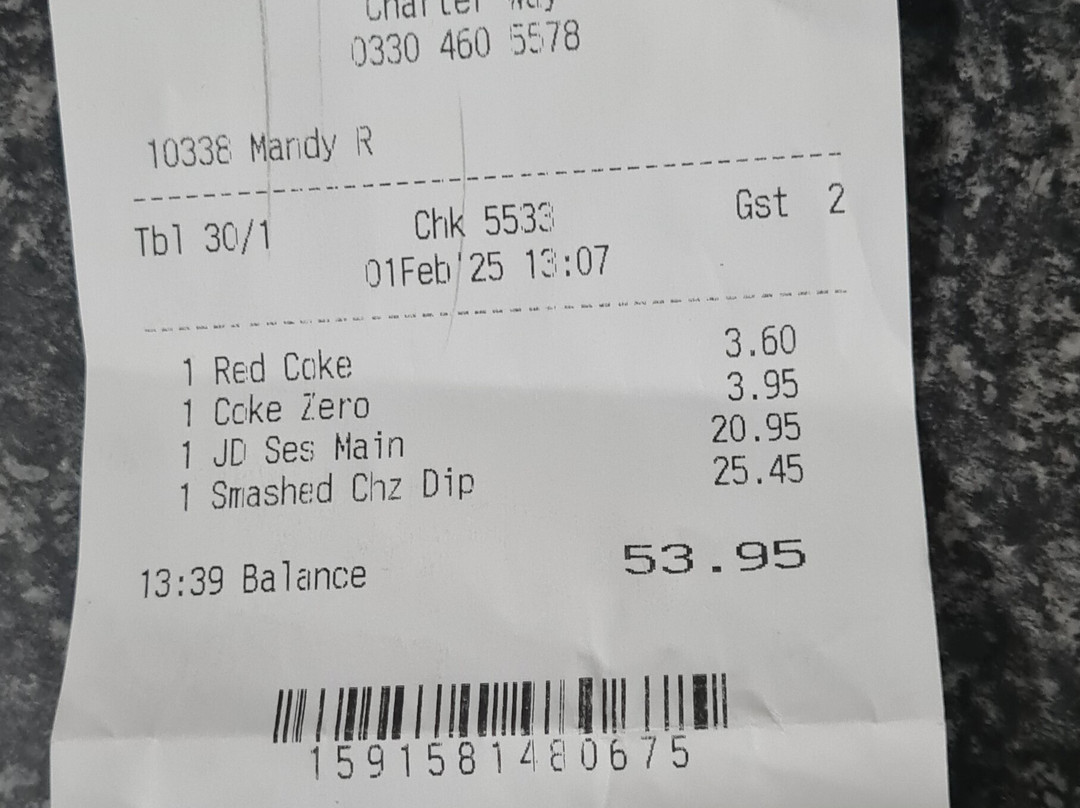 Charter Way
0330 460 5578
10338 Mandy R
Tbl 30/1 Chk 5533 Gst 2
01Feb'25 13:07
1 Red Coke 3.60
1 Coke Zero 3.95
1 JD Ses Main 20.95
1 Smashed Chz Dip 25.45
13:39 Balance 53.95
1591581480675